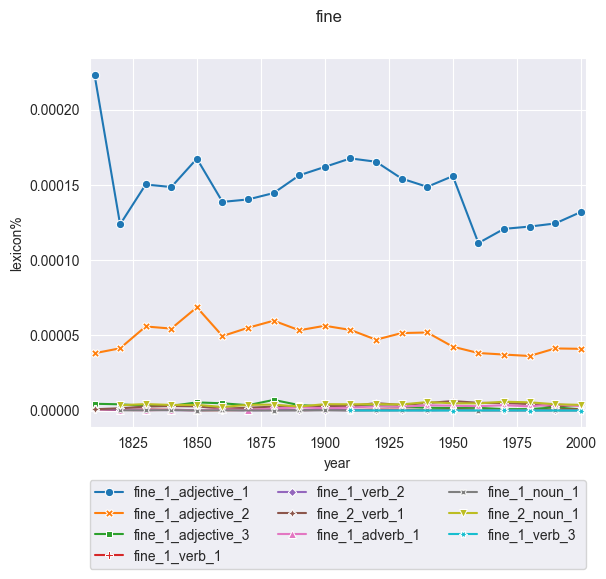 fine
0.00020
0.00015
0.00010
0.00005
0.00000
lexicon%
1825 1850 1875 1900 1925 1950 1975 2000
year
fine_1_adjective_1 fine_1_verb_2 fine_1_noun_1
fine_1_adjective_2 fine_2_verb_1 fine_2_noun_1
fine_1_adjective_3 fine_1_adverb_1 fine_1_verb_3
fine_1_verb_1